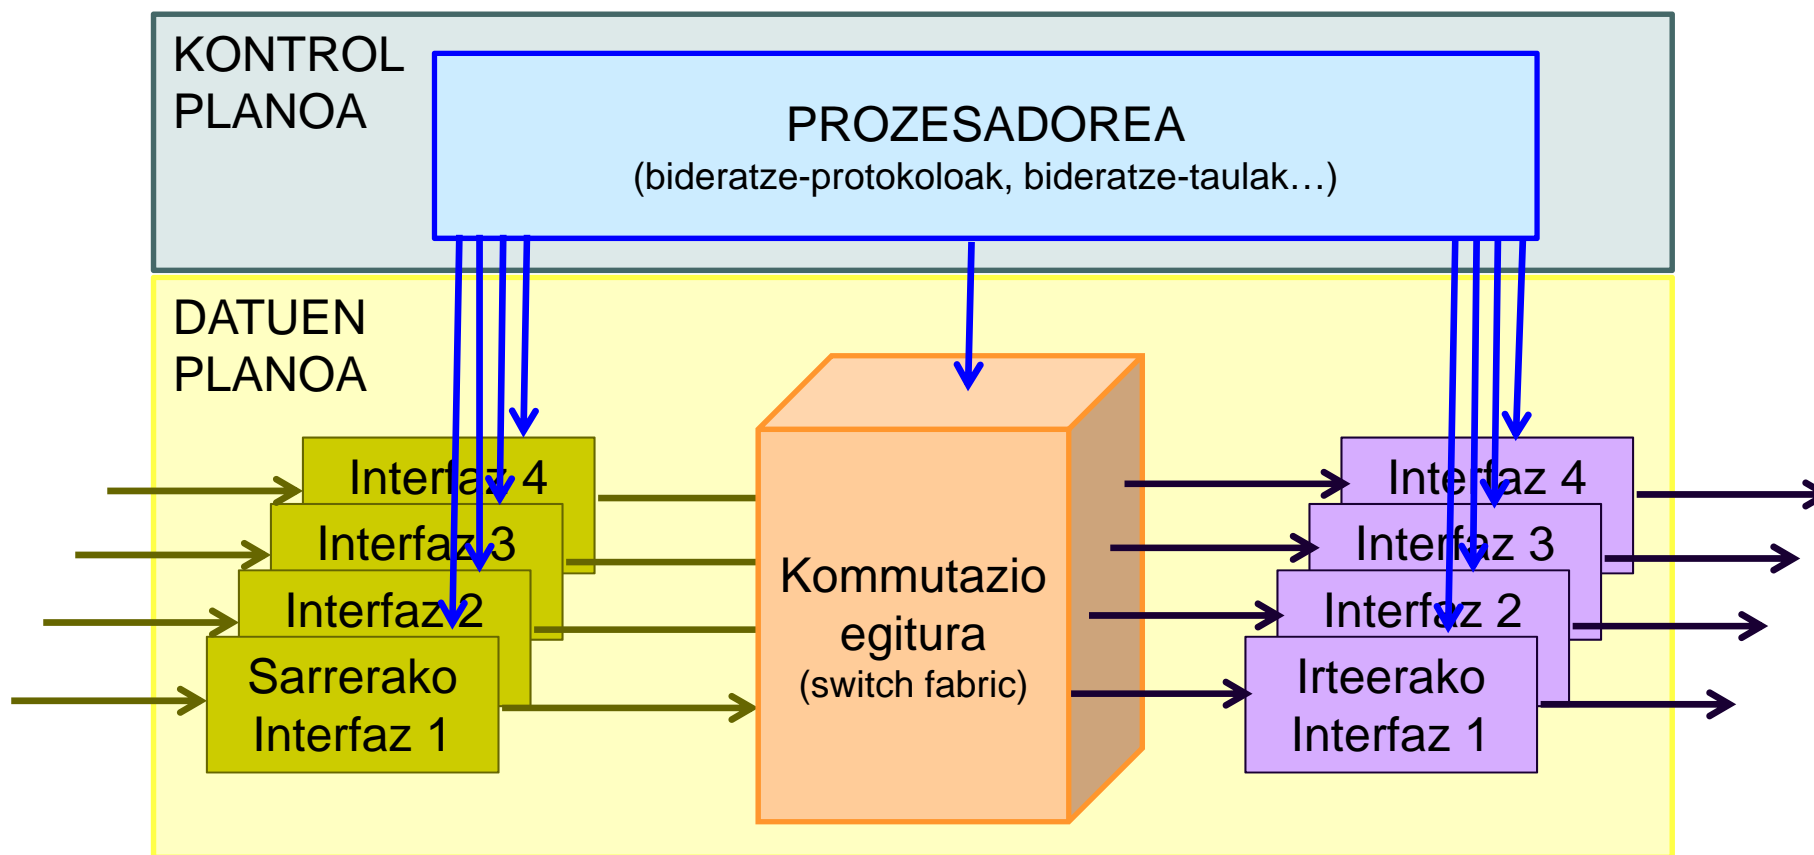 KONTROL
PLANOA
PROZESADOREA
(bideratze-protokoloak, bideratze-taulak…)
DATUEN
PLANOA
Interfaz 4
Interfaz 3
Interfaz 2
Sarrerako
Interfaz 1
Kommutazio
egitura
(switch fabric)
Interfaz 4
Interfaz 3
Interfaz 2
Irteerako
Interfaz 1